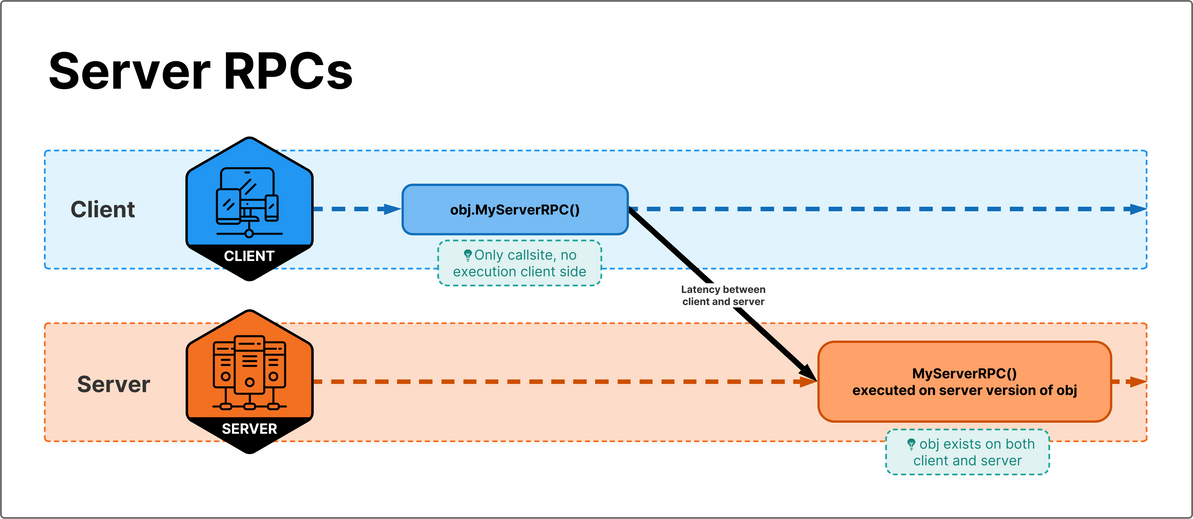 Server RPCs
Client
CLIENT
obj.MyServerRPC()
Only callsite, no
execution client side
Latency between
client and server
Server
SERVER
MyServerRPC()
executed on server version of obj
obj exists on both
client and server